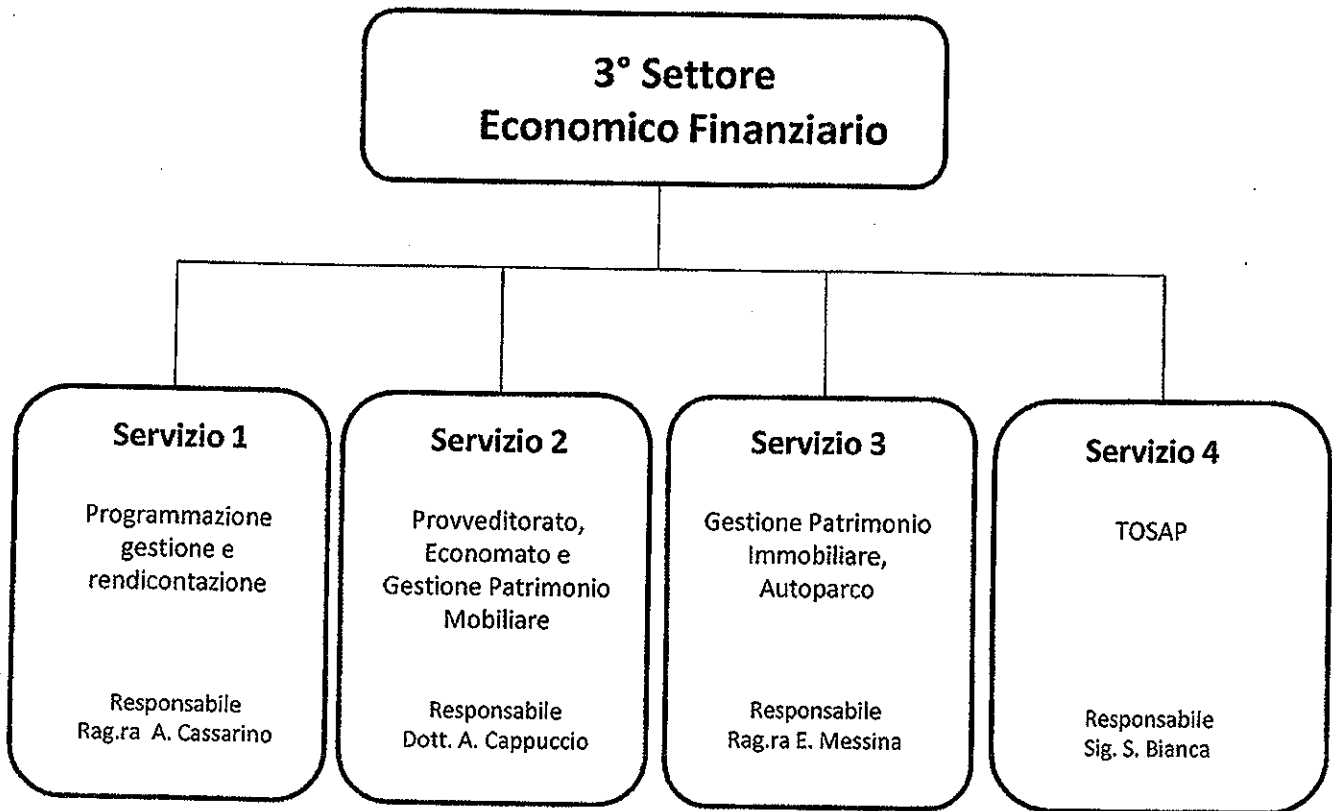 3° Settore
Economico Finanziario
Servizio 1
Programmazione
gestione e
rendicontazione
Responsabile
Rag.ra A. Cassarino
Servizio 2
Provveditorato,
Economato e
Gestione Patrimonio
Mobiliare
Responsabile
Dott. A. Cappuccio
Servizio 3
Gestione Patrimonio
Immobiliare,
Autoparco
Responsabile
Rag.ra E. Messina
Servizio 4
TOSAP
Responsabile
Sig. S. Bianca